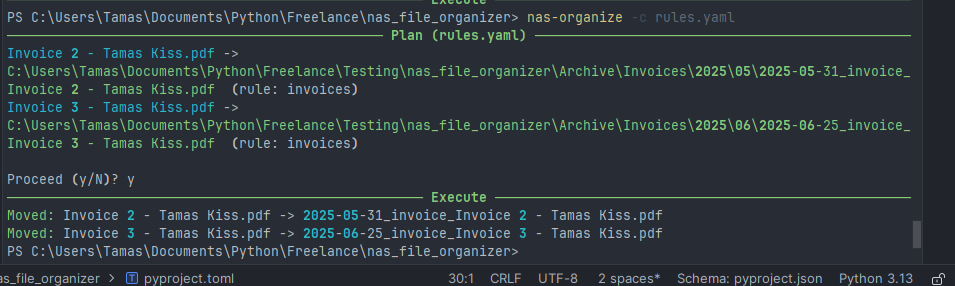 Execute
PS C:\Users\Tamas\Documents\Python\Freelance\nas_file_organizer> nas-organize -c rules.yaml
Plan (rules.yaml)
Invoice 2 - Tamas Kiss.pdf ->
C:\Users\Tamas\Documents\Python\Freelance\Testing\nas_file_organizer\Archive\Invoices\2025\05\2025-05-31_invoice_
Invoice 2 - Tamas Kiss.pdf  (rule: invoices)
Invoice 3 - Tamas Kiss.pdf ->
C:\Users\Tamas\Documents\Python\Freelance\Testing\nas_file_organizer\Archive\Invoices\2025\06\2025-06-25_invoice_
Invoice 3 - Tamas Kiss.pdf  (rule: invoices)
Proceed (y/N)? y
Execute
Moved: Invoice 2 - Tamas Kiss.pdf -> 2025-05-31_invoice_Invoice 2 - Tamas Kiss.pdf
Moved: Invoice 3 - Tamas Kiss.pdf -> 2025-06-25_invoice_Invoice 3 - Tamas Kiss.pdf
PS C:\Users\Tamas\Documents\Python\Freelance\nas_file_organizer>
as_file_organizer > pyproject.toml 30:1 CRLF UTF-8 2 spaces* Schema: pyproject.json Python 3.13